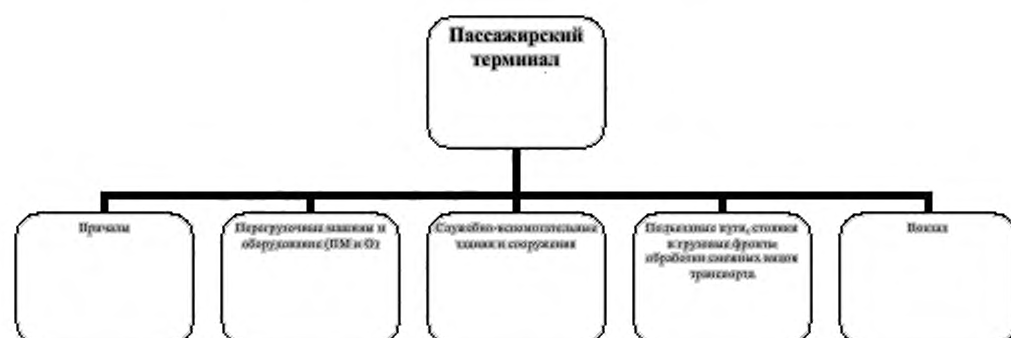 Пассажирский
терминал
Причалы
Перегрузочные машины и
оборудование (ПМ и О)
Служебно-вспомогательные
здания и сооружения
Подъездные пути, стоянки
и грузовые фронты
обработки смежных видов
транспорта
Вокзал